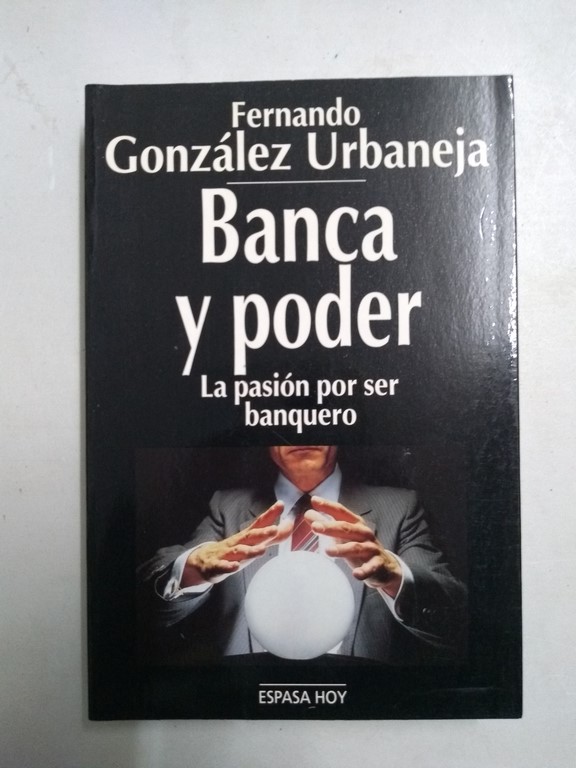 Fernando
González Urbaneja
Banca
y poder
La pasión por ser
banquero
ESPASA HOY